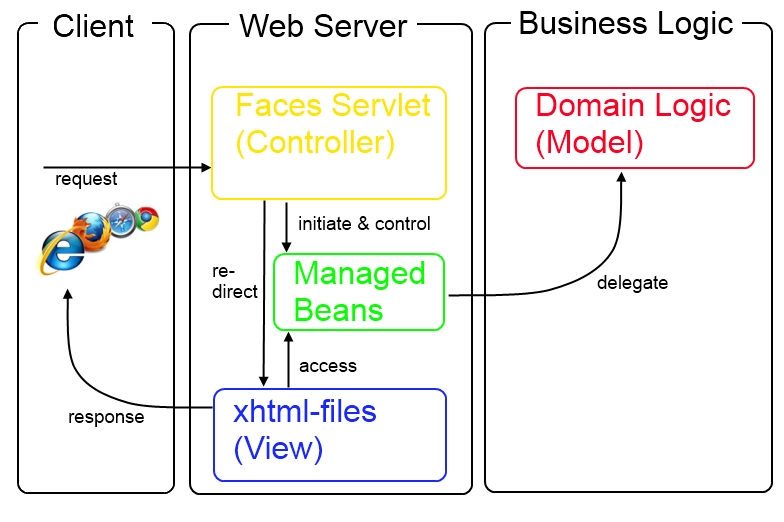 Client
Web Server
Business Logic
Faces Servlet
(Controller)
Domain Logic
(Model)
request
initiate & control
re-
direct
Managed
Beans
delegate
access
response
xhtml-files
(View)